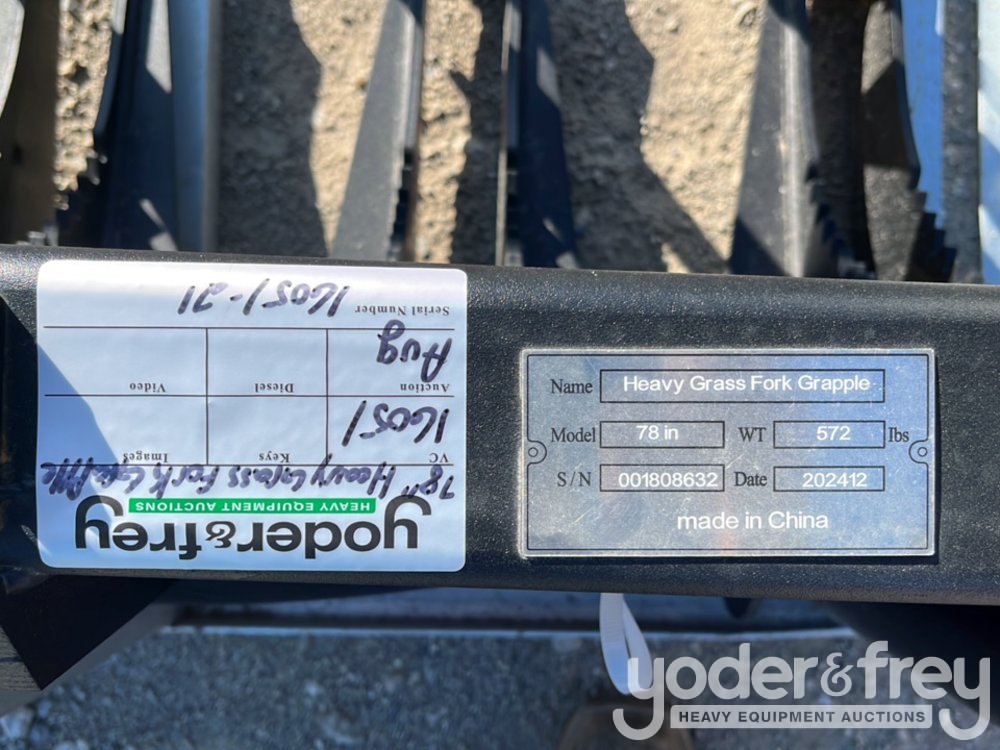 yoder&frey
HEAVY EQUIPMENT AUCTIONS
78" Heavy Grass Fork Grapple
VC
Keys
Images
16051
Auction
Diesel
Video
Aug
Serial Number 16051-21
Name Heavy Grass Fork Grapple
Model 78 in WT 572 lbs
S/N 001808632 Date 202412
made in China
yoder&frey
HEAVY EQUIPMENT AUCTIONS